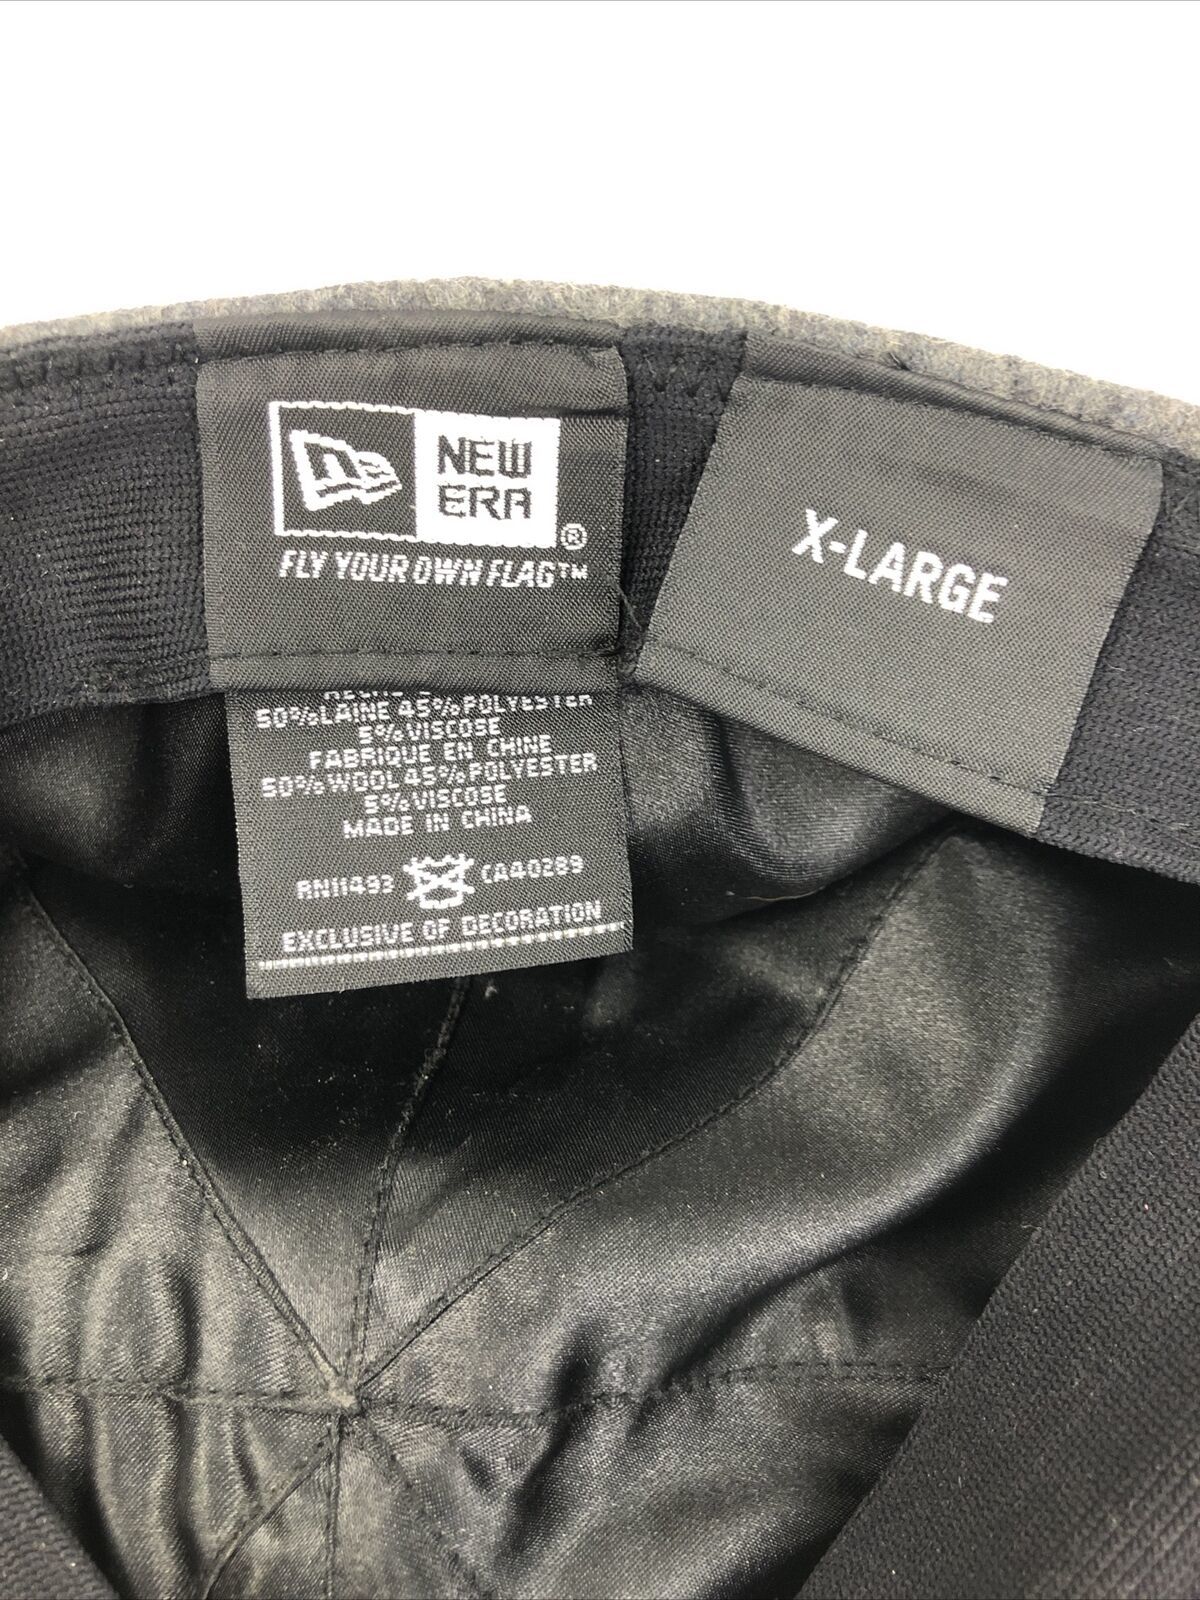 NEW
ERA
®
FLY YOUR OWN FLAG™
X-LARGE
50% LAINE 45% POLYESTER
5% VISCOSE
FABRIQUE EN CHINE
50% WOOL 45% POLYESTER
5% VISCOSE
MADE IN CHINA
RN11493 CA40289
EXCLUSIVE OF DECORATION